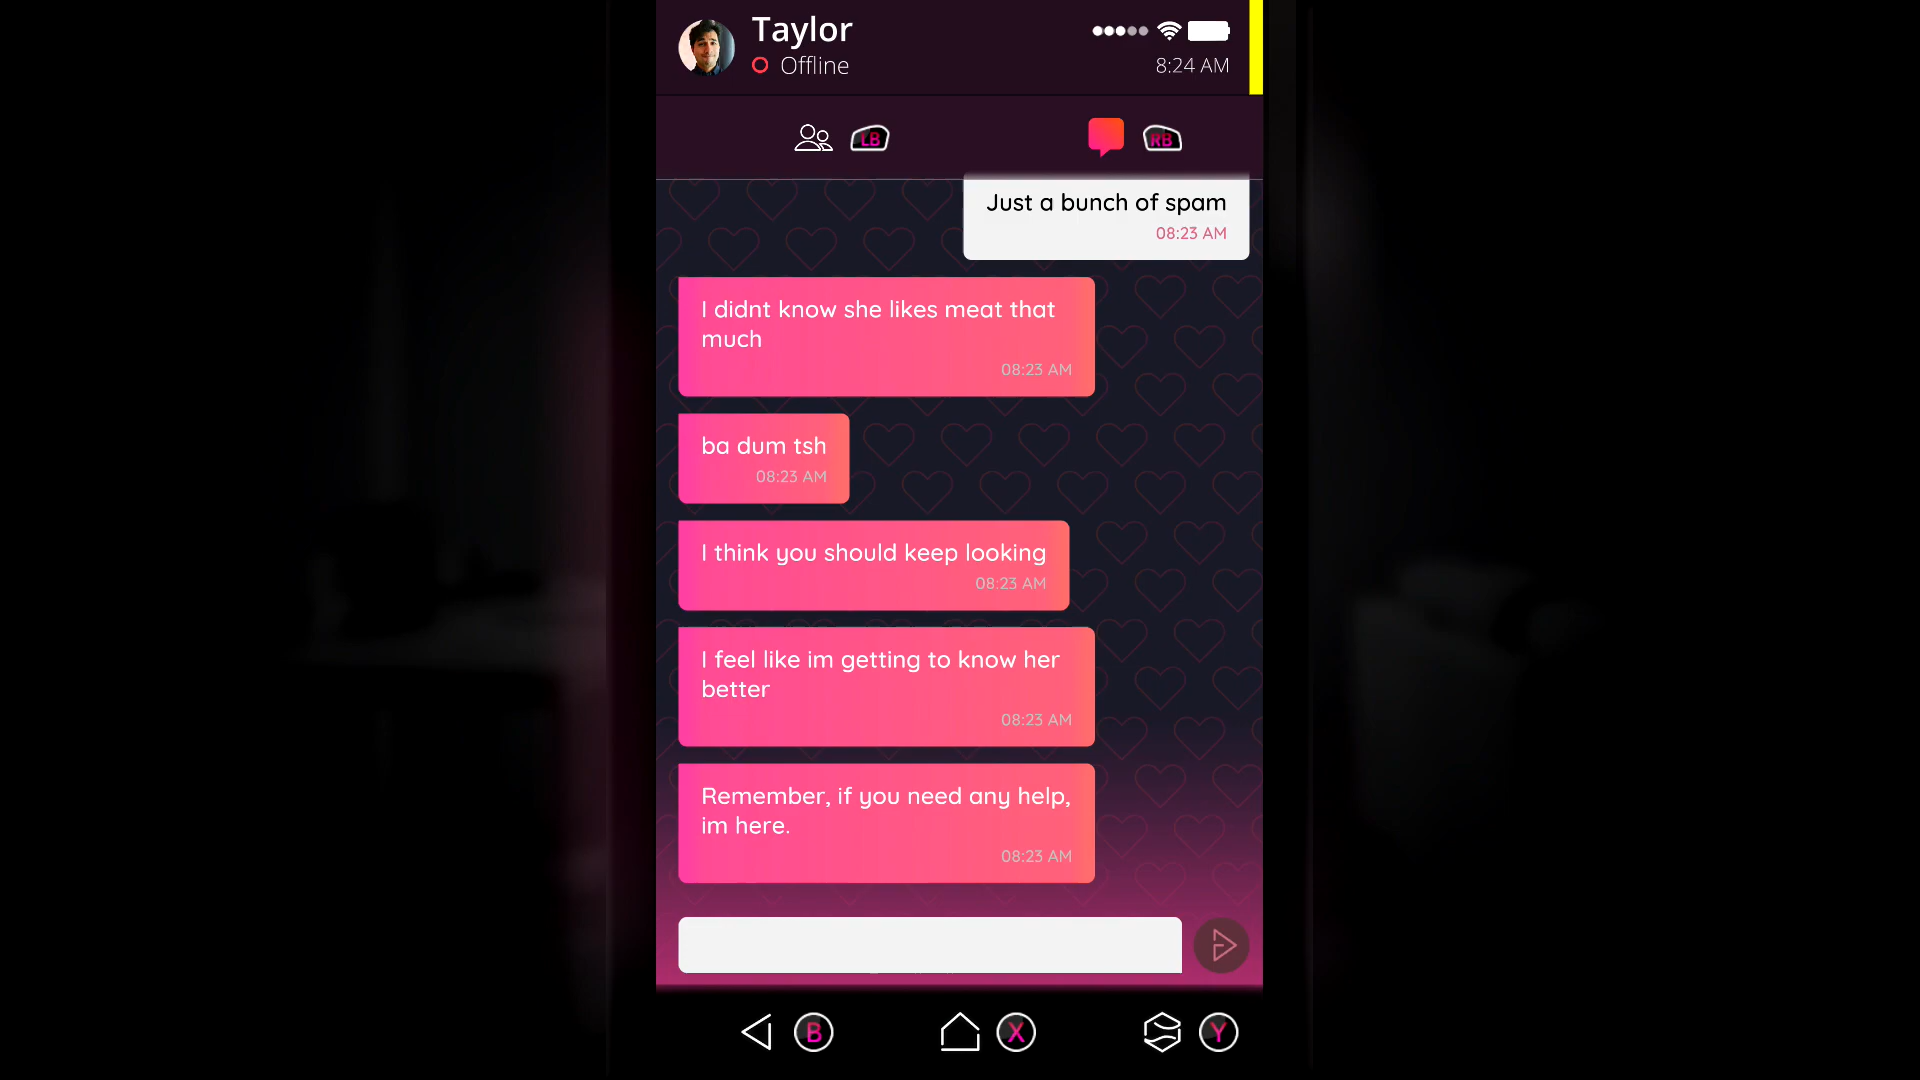 Taylor
Offline
8:24 AM
LB
RB
Just a bunch of spam
08:23 AM
I didnt know she likes meat that
much
08:23 AM
ba dum tsh
08:23 AM
I think you should keep looking
08:23 AM
I feel like im getting to know her
better
08:23 AM
Remember, if you need any help,
im here.
08:23 AM
B
X
Y